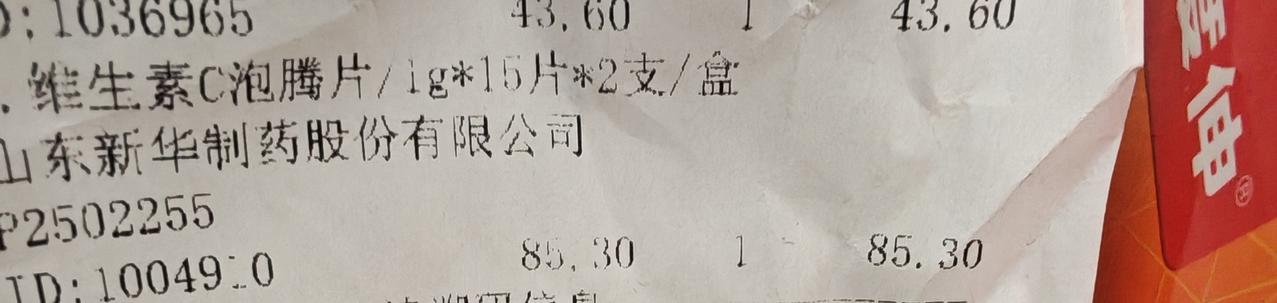 :1036965 43.60 1 43.60
.维生素C泡腾片/1g*15片*2支/盒
山东新华制药股份有限公司
P2502255
ID: 85.30 1 85.30